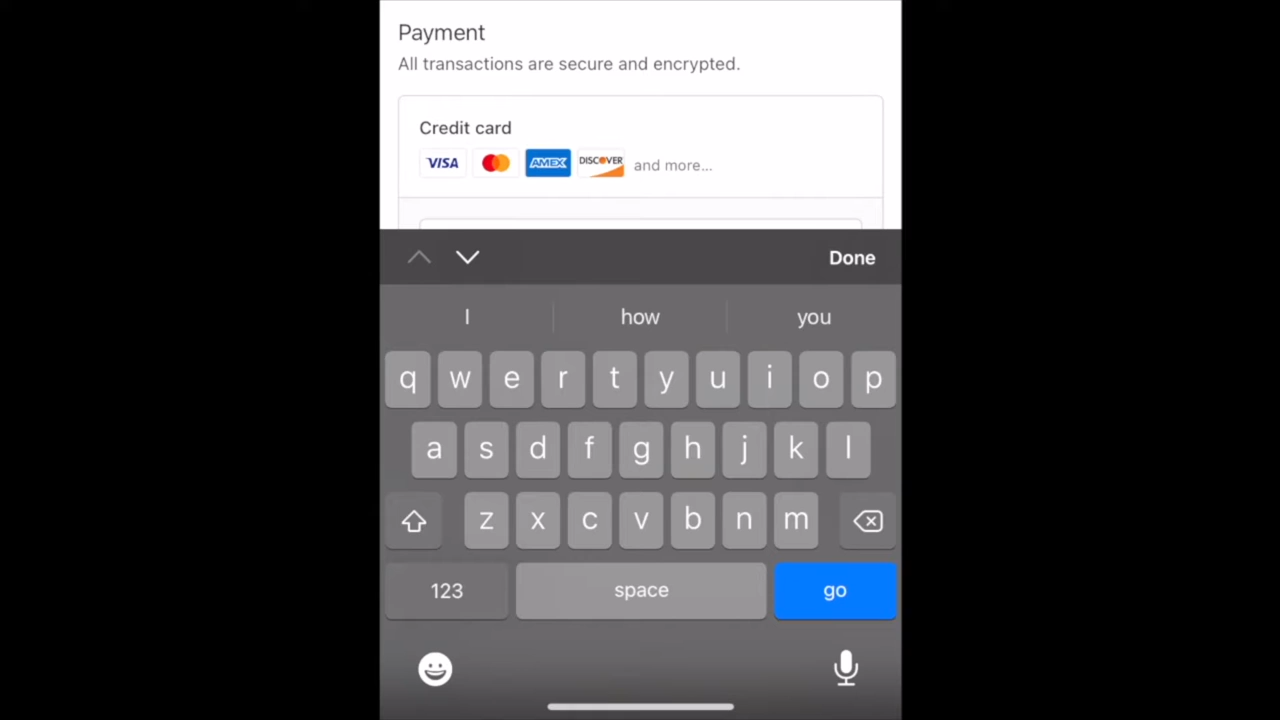 Payment
All transactions are secure and encrypted.
Credit card
VISA AMEX DISCOVER and more...
Done
I how you
q w e r t y u i o p
a s d f g h j k l
z x c v b n m
123 space go